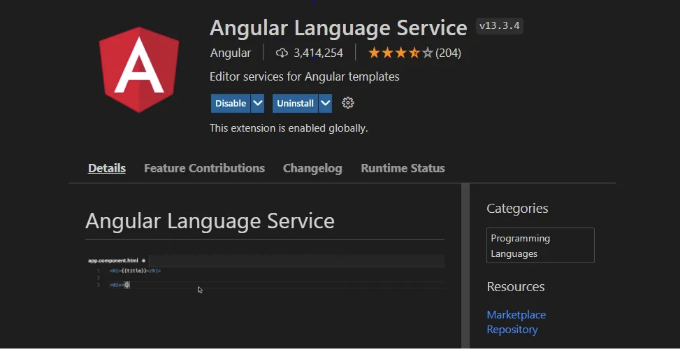 Angular Language Service v13.3.4
Angular 3,414,254 (204)
Editor services for Angular templates
Disable Uninstall
This extension is enabled globally.
Details Feature Contributions Changelog Runtime Status
Angular Language Service
app.component.html
1 <h1>{{title}}</h1>
2
3
Categories
Programming
Languages
Resources
Marketplace
Repository